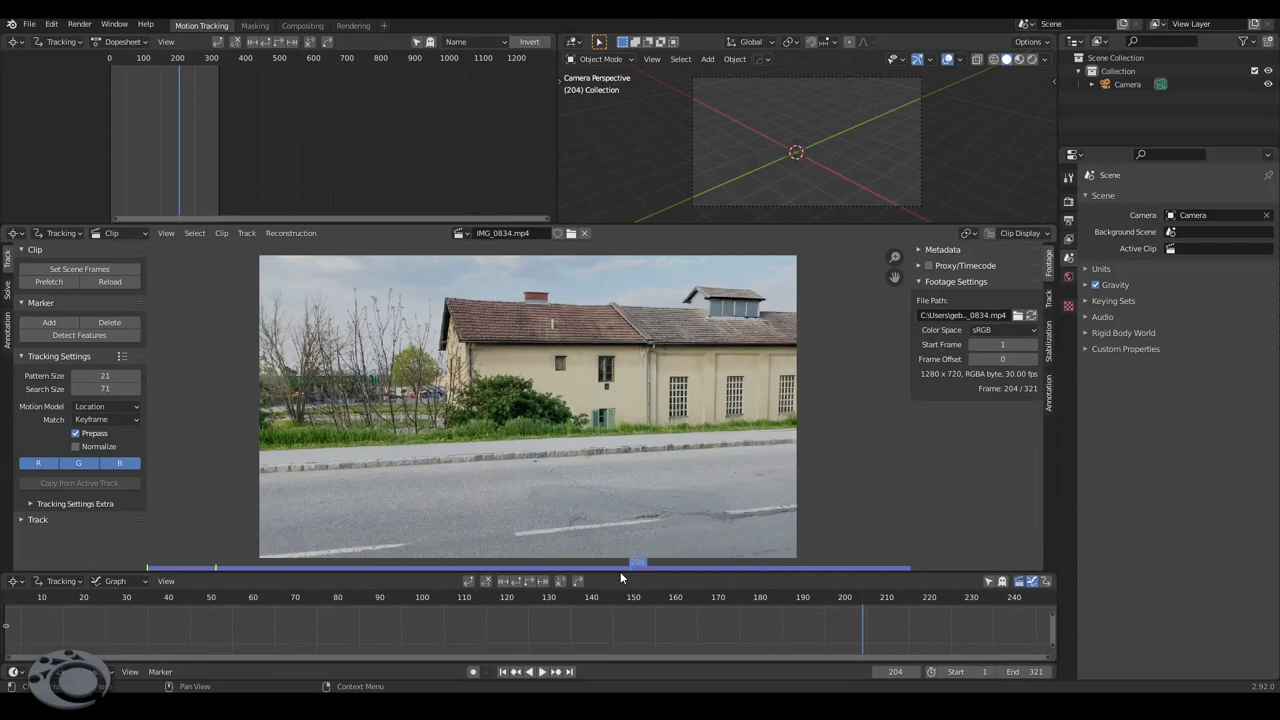 File Edit Render Window Help Motion Tracking Masking Compositing Rendering + Scene View Layer
Tracking Dopesheet View Name Invert Global Options
0 100 200 300 400 500 600 700 800 900 1000 1100 1200
Object Mode View Select Add Object
Camera Perspective
(204) Collection
Scene Collection
Collection
Camera
Scene
Scene
Camera Camera
Background Scene
Active Clip
Units
Gravity
Keying Sets
Audio
Rigid Body World
Custom Properties
Tracking Clip View Select Clip Track Reconstruction IMG_0834.mp4 Clip Display
Track
Solve
Annotation
Clip
Set Scene Frames
Prefetch Reload
Marker
Add Delete
Detect Features
Tracking Settings
Pattern Size 21
Search Size 71
Motion Model Location
Match Keyframe
Prepass
Normalize
R G B
Copy from Active Track
Tracking Settings Extra
Track
Metadata
Proxy/Timecode
Footage Settings
File Path:
C:\Users\geb.._0834.mp4
Color Space sRGB
Start Frame 1
Frame Offset 0
1280 x 720, RGBA byte, 30.00 fps
Frame: 204 / 321
Footage
Track
Stabilization
Annotation
204
Tracking Graph View
10 20 30 40 50 60 70 80 90 100 110 120 130 140 150 160 170 180 190 200 210 220 230 240
View Marker 204 Start 1 End 321
Pan View Context Menu 2.92.0